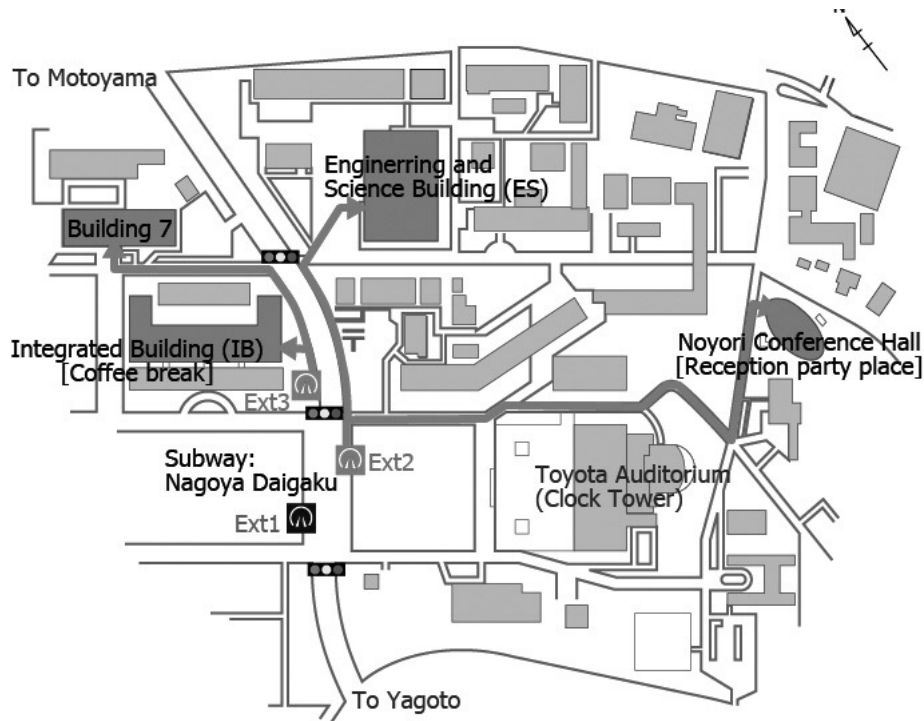 N
To Motoyama
Enginerring and
Science Building (ES)
Building 7
Integrated Building (IB)
[Coffee break]
Noyori Conference Hall
[Reception party place]
Ext3
Subway:
Nagoya Daigaku
Ext2
Toyota Auditorium
(Clock Tower)
Ext1
To Yagoto